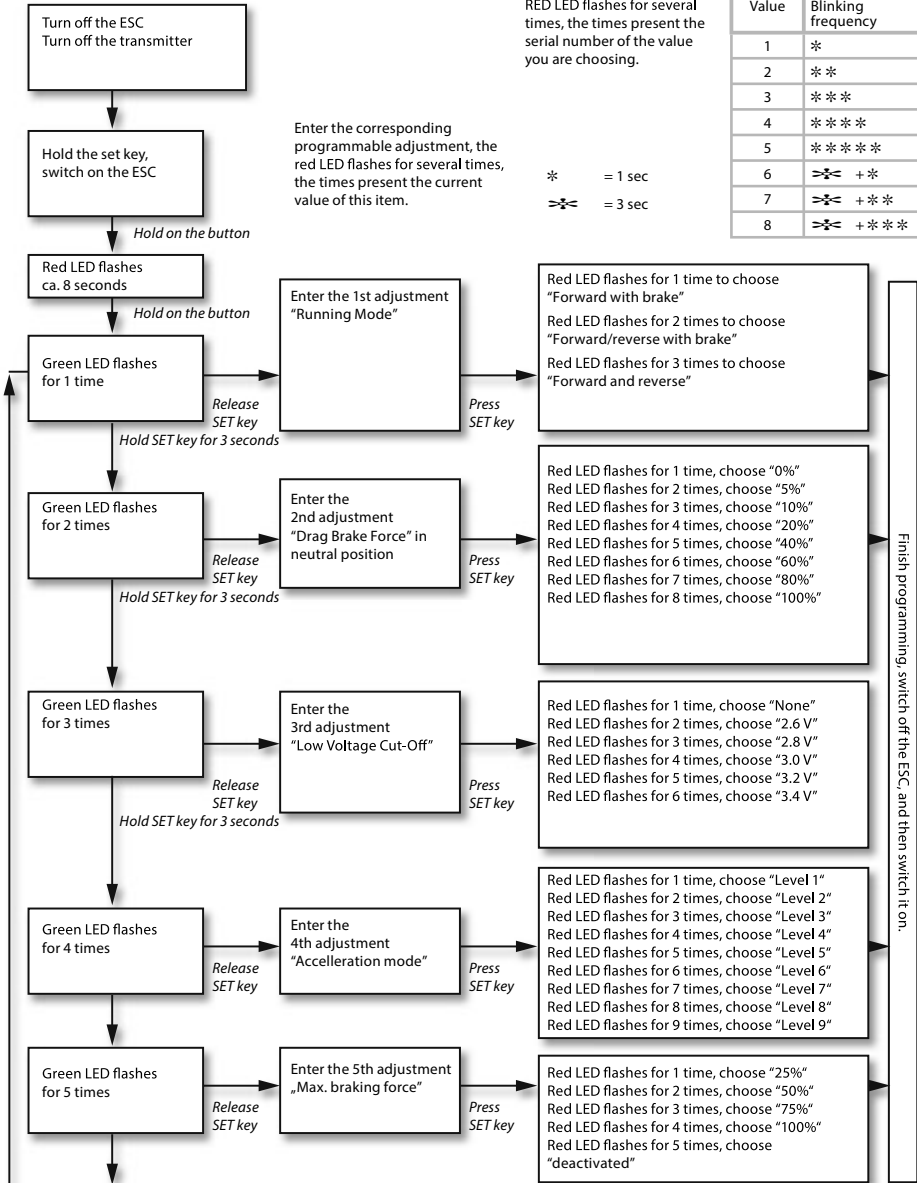 Turn off the ESC
Turn off the transmitter
RED LED flashes for several
times, the times present the
serial number of the value
you are choosing.
Value
Blinking
frequency
1 *
2 **
3 ***
4 ****
5 *****
6 + *
7 + **
8 + ***
Hold the set key,
switch on the ESC
Enter the corresponding
programmable adjustment, the
red LED flashes for several times,
the times present the current
value of this item.
* = 1 sec
= 3 sec
Hold on the button
Red LED flashes
ca. 8 seconds
Hold on the button
Green LED flashes
for 1 time
Release
SET key
Hold SET key for 3 seconds
Enter the 1st adjustment
“Running Mode”
Press
SET key
Red LED flashes for 1 time to choose
“Forward with brake”
Red LED flashes for 2 times to choose
“Forward/reverse with brake”
Red LED flashes for 3 times to choose
“Forward and reverse”
Green LED flashes
for 2 times
Release
SET key
Hold SET key for 3 seconds
Enter the
2nd adjustment
“Drag Brake Force” in
neutral position
Press
SET key
Red LED flashes for 1 time, choose “0%”
Red LED flashes for 2 times, choose “5%”
Red LED flashes for 3 times, choose “10%”
Red LED flashes for 4 times, choose “20%”
Red LED flashes for 5 times, choose “40%”
Red LED flashes for 6 times, choose “60%”
Red LED flashes for 7 times, choose “80%”
Red LED flashes for 8 times, choose “100%”
Green LED flashes
for 3 times
Release
SET key
Hold SET key for 3 seconds
Enter the
3rd adjustment
“Low Voltage Cut-Off”
Press
SET key
Red LED flashes for 1 time, choose “None”
Red LED flashes for 2 times, choose “2.6 V”
Red LED flashes for 3 times, choose “2.8 V”
Red LED flashes for 4 times, choose “3.0 V”
Red LED flashes for 5 times, choose “3.2 V”
Red LED flashes for 6 times, choose “3.4 V”
Green LED flashes
for 4 times
Release
SET key
Enter the
4th adjustment
“Accelleration mode”
Press
SET key
Red LED flashes for 1 time, choose “Level 1“
Red LED flashes for 2 times, choose “Level 2“
Red LED flashes for 3 times, choose “Level 3“
Red LED flashes for 4 times, choose “Level 4“
Red LED flashes for 5 times, choose “Level 5“
Red LED flashes for 6 times, choose “Level 6“
Red LED flashes for 7 times, choose “Level 7“
Red LED flashes for 8 times, choose “Level 8“
Red LED flashes for 9 times, choose “Level 9“
Green LED flashes
for 5 times
Release
SET key
Enter the 5th adjustment
„Max. braking force”
Press
SET key
Red LED flashes for 1 time, choose “25%“
Red LED flashes for 2 times, choose “50%“
Red LED flashes for 3 times, choose “75%“
Red LED flashes for 4 times, choose “100%“
Red LED flashes for 5 times, choose
“deactivated”
Finish programming, switch off the ESC, and then switch it on.